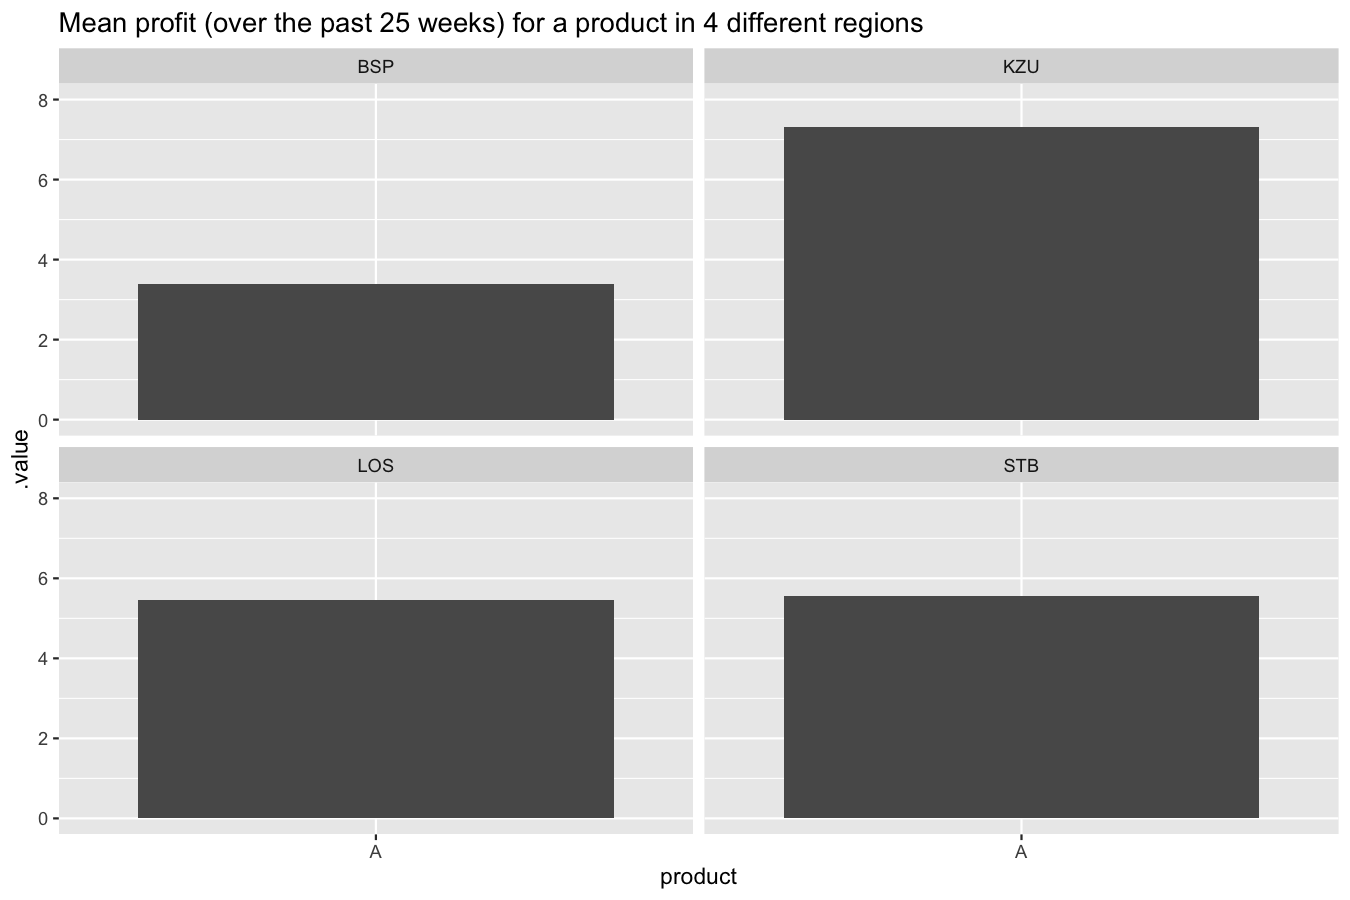 Mean profit (over the past 25 weeks) for a product in 4 different regions
BSP
KZU
8
6
4
2
0
.value
LOS
STB
8
6
4
2
0
A
A
product